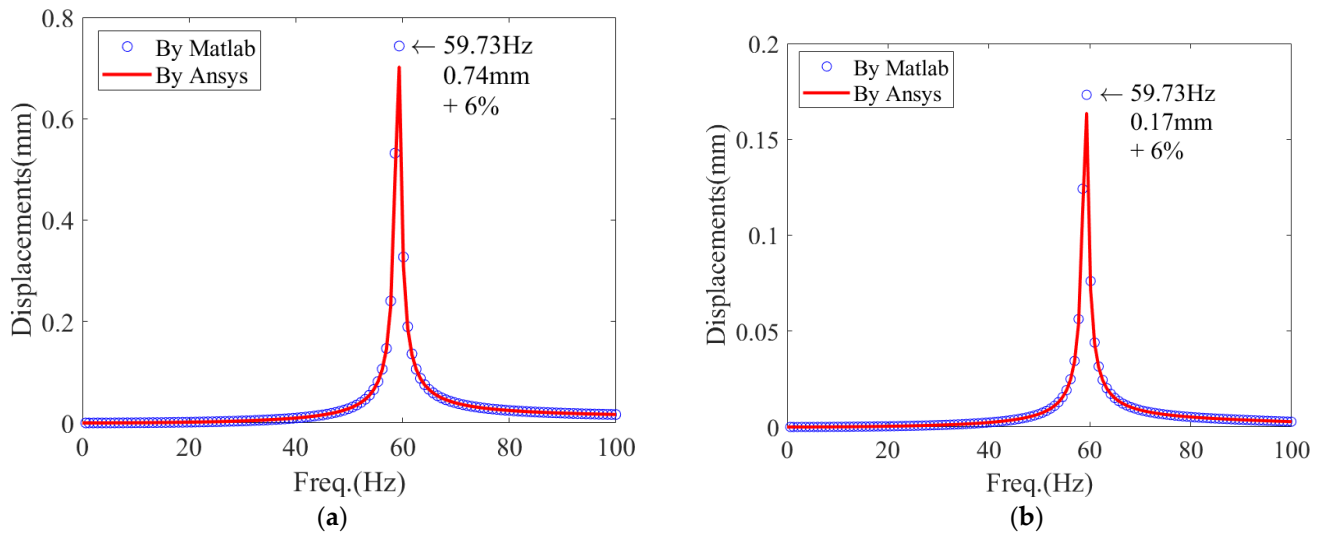 0.8
0.6
0.4
0.2
0
Displacements(mm)
By Matlab
By Ansys
← 59.73Hz
0.74mm
+ 6%
0 20 40 60 80 100
Freq.(Hz)
(a)
0.2
0.15
0.1
0.05
0
Displacements(mm)
By Matlab
By Ansys
← 59.73Hz
0.17mm
+ 6%
0 20 40 60 80 100
Freq.(Hz)
(b)